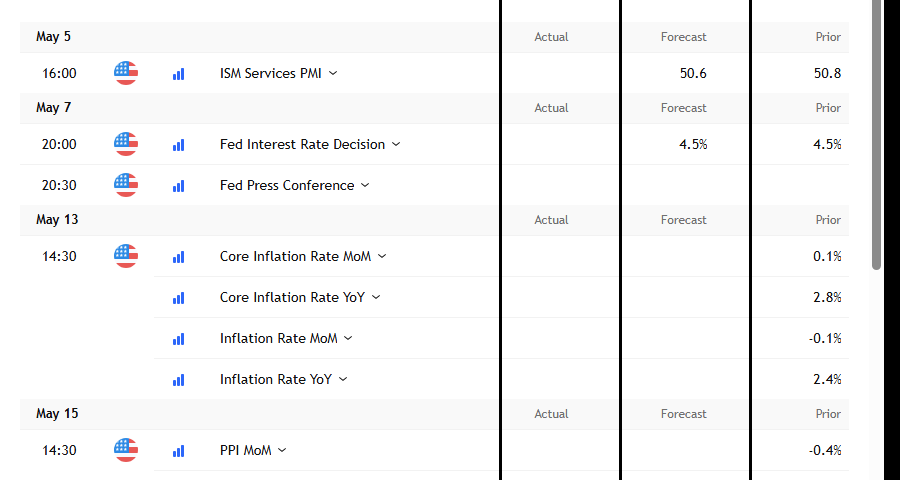 May 5 Actual Forecast Prior
16:00 ISM Services PMI 50.6 50.8
May 7 Actual Forecast Prior
20:00 Fed Interest Rate Decision 4.5% 4.5%
20:30 Fed Press Conference
May 13 Actual Forecast Prior
14:30 Core Inflation Rate MoM 0.1%
Core Inflation Rate YoY 2.8%
Inflation Rate MoM -0.1%
Inflation Rate YoY 2.4%
May 15 Actual Forecast Prior
14:30 PPI MoM -0.4%